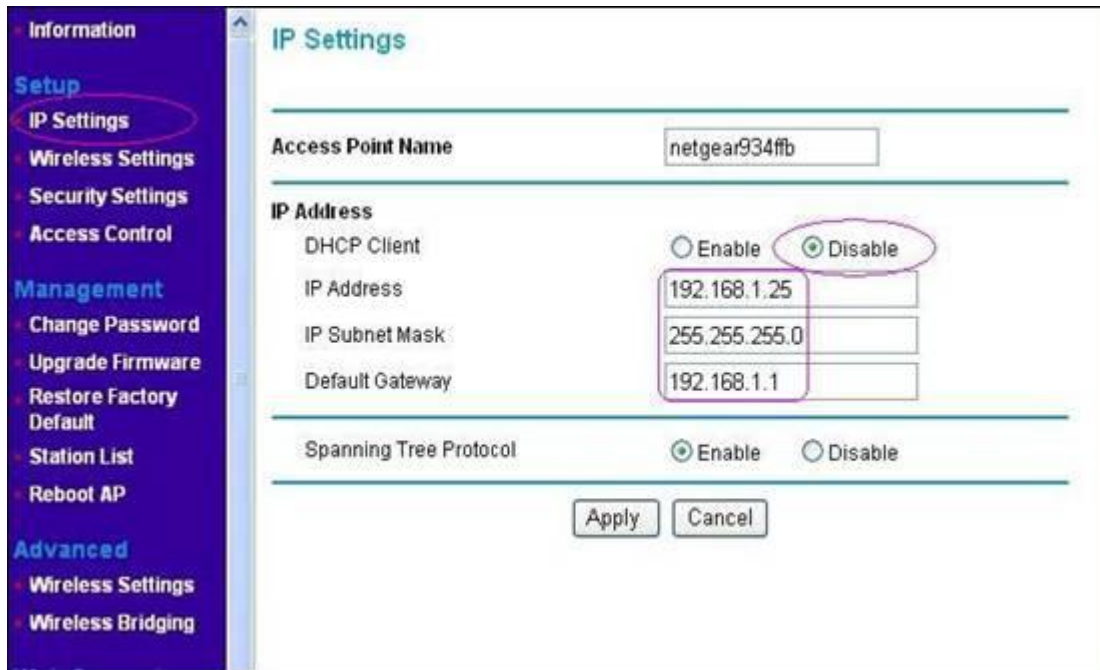 Information
Setup
IP Settings
Wireless Settings
Security Settings
Access Control
Management
Change Password
Upgrade Firmware
Restore Factory
Default
Station List
Reboot AP
Advanced
Wireless Settings
Wireless Bridging
IP Settings
Access Point Name
netgear934ffb
IP Address
DHCP Client
Enable Disable
IP Address
192.168.1.25
IP Subnet Mask
255.255.255.0
Default Gateway
192.168.1.1
Spanning Tree Protocol
Enable Disable
Apply Cancel